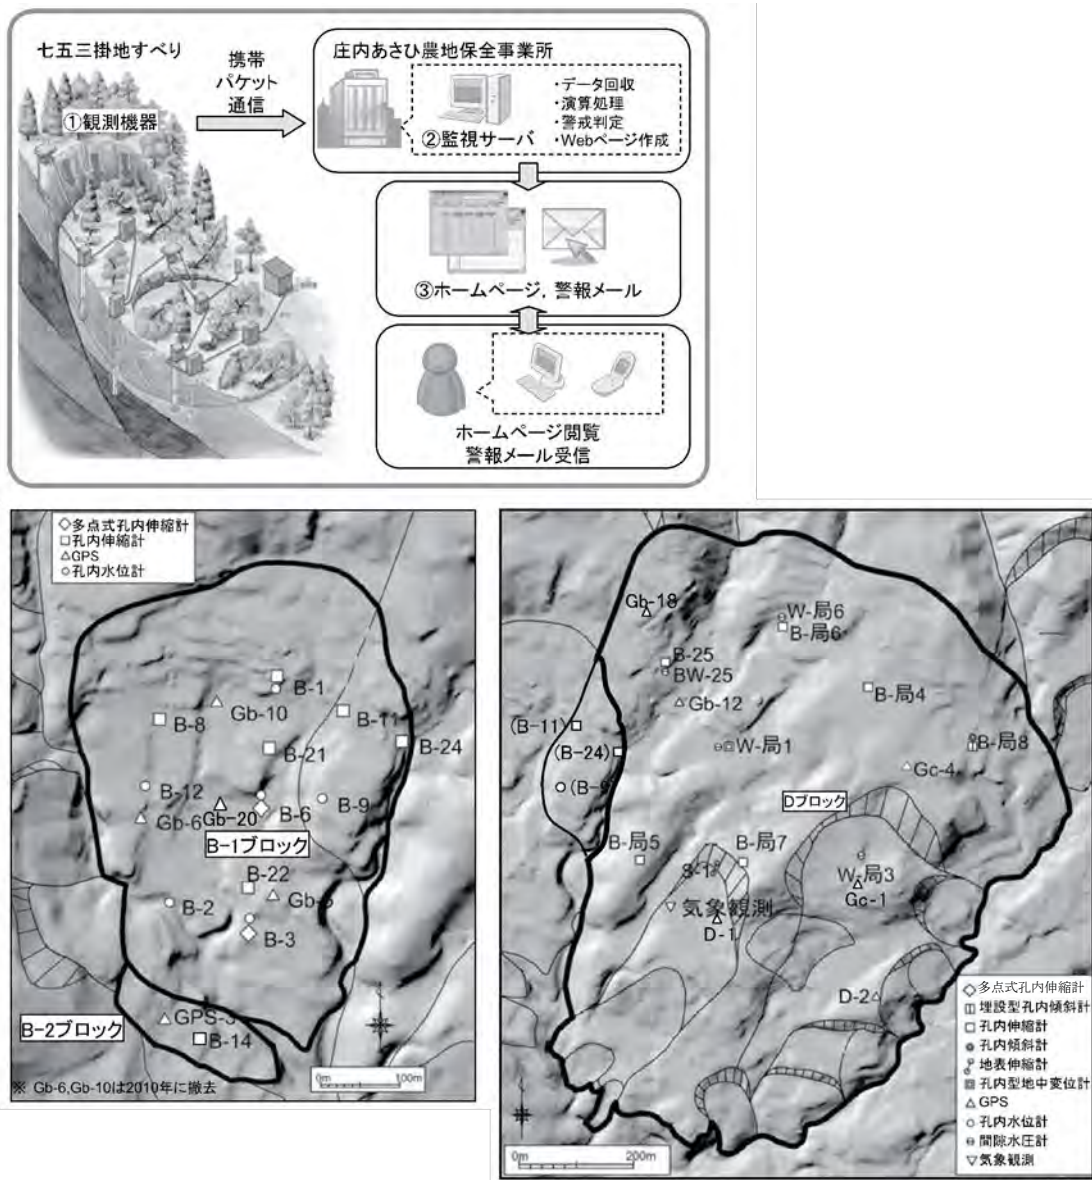 七五三掛地すべり
①観測機器
携帯
パケット
通信
庄内あさひ農地保全事業所
②監視サーバ
・データ回収
・演算処理
・警戒判定
・Webページ作成
③ホームページ，警報メール
ホームページ閲覧
警報メール受信
多点式孔内伸縮計
孔内伸縮計
GPS
孔内水位計
B-1
Gb-10
B-8
B-11
B-21
B-24
B-12
Gb-6
Gb-20
B-6
B-9
B-1ブロック
B-22
B-2
B-3
B-2ブロック
GPS-3
B-14
※ Gb-6,Gb-10は2010年に撤去
0m 100m
Gb-18
W-局6
B-局6
B-25
BW-25
Gb-12
B-局4
(B-11)
(B-24)
W-局1
B-局8
Gc-4
Dブロック
B-局5
B-局7
S-1
W-局3
Gc-1
気象観測
D-1
D-2
多点式孔内伸縮計
埋設型孔内傾斜計
孔内伸縮計
孔内傾斜計
地表伸縮計
孔内型地中変位計
GPS
孔内水位計
間隙水圧計
気象観測
0m 200m